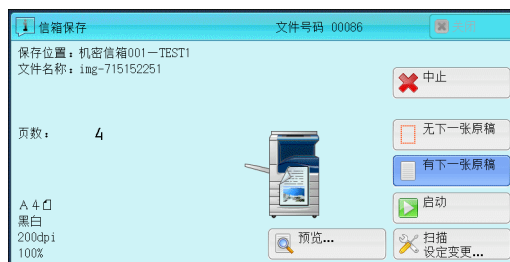 信箱保存
文件号码 00086
关闭
保存位置：机密信箱001－TEST1
文件名称：img-715152251
中止
页数： 4
无下一张原稿
有下一张原稿
启动
A4
黑白
200dpi
100%
预览...
扫描
设定变更...